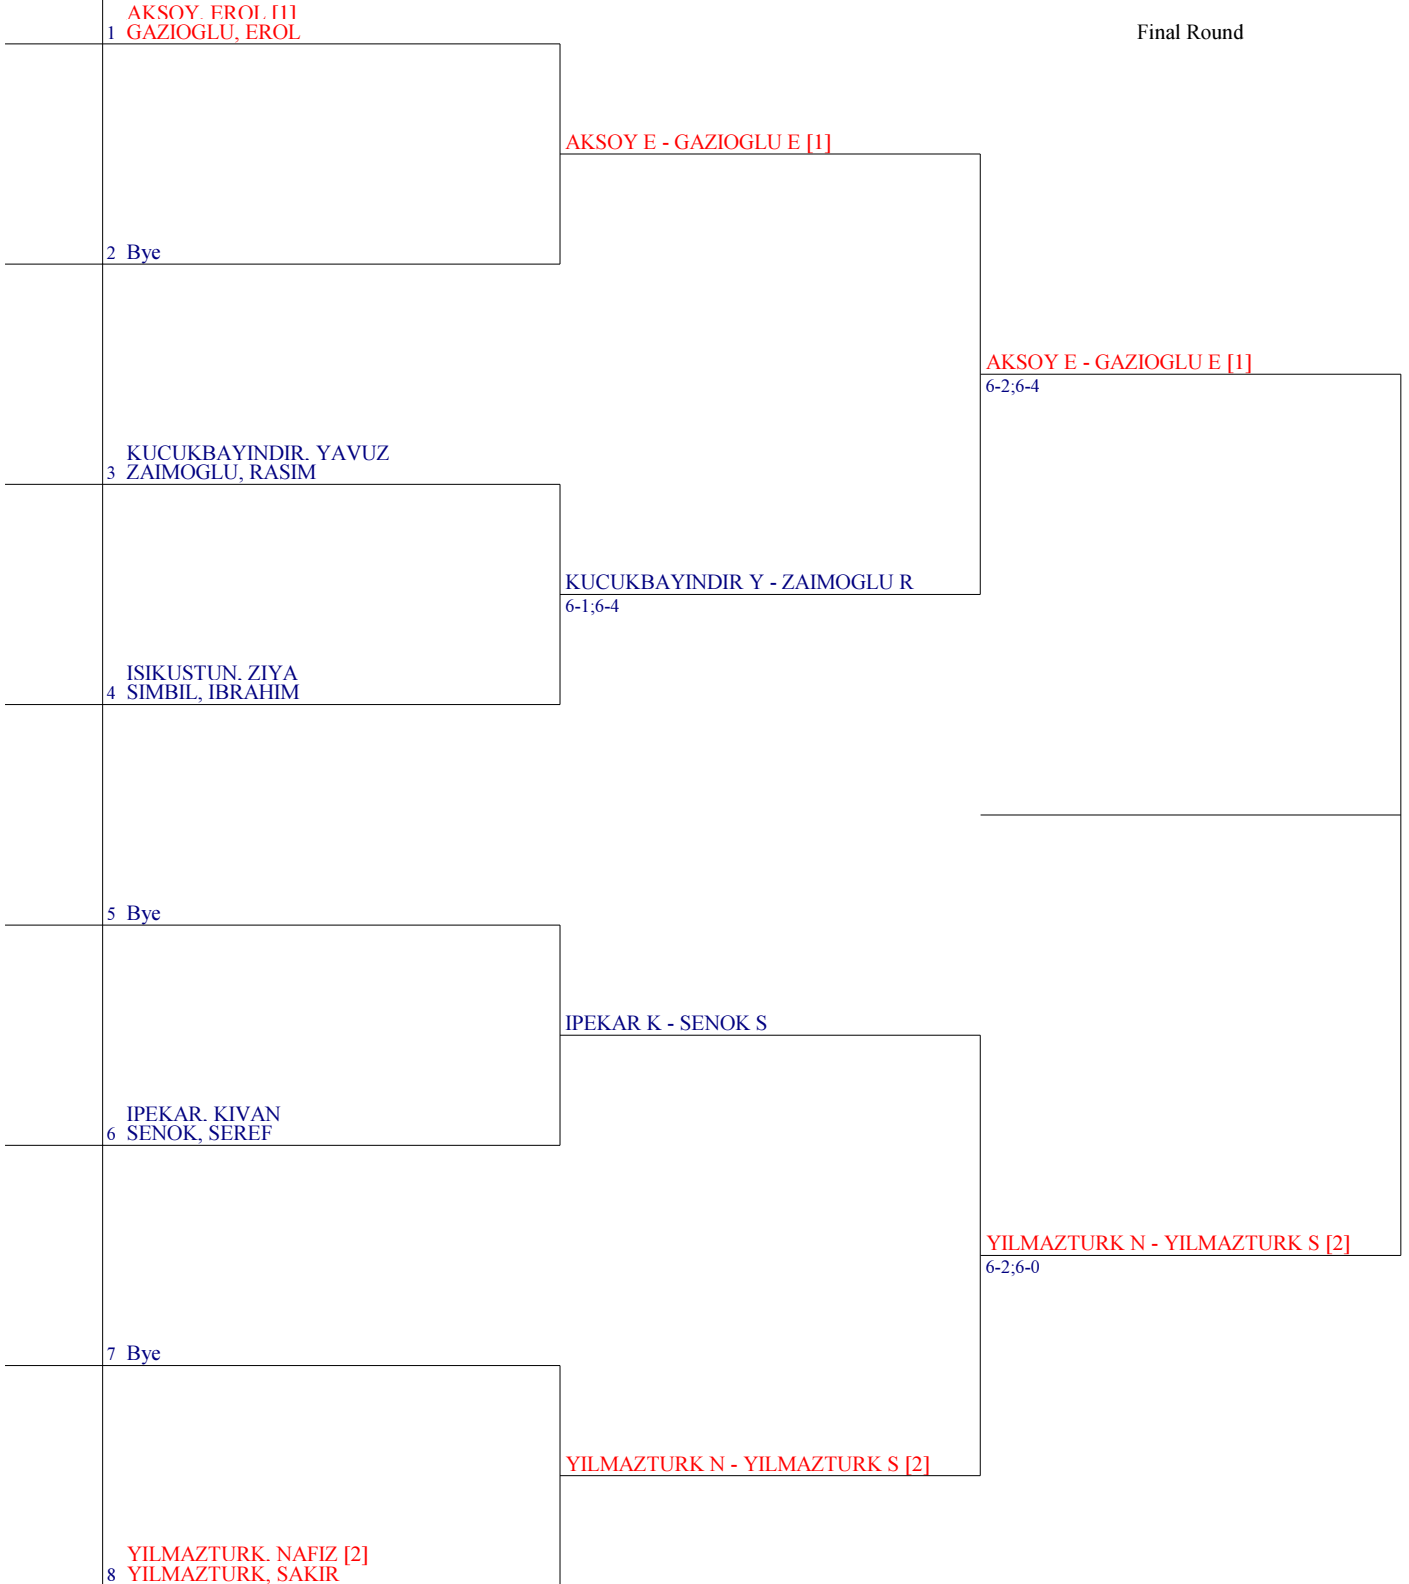 AKSOY, EROL [1]
1 GAZIOGLU, EROL
Final Round
AKSOY E - GAZIOGLU E [1]
2 Bye
AKSOY E - GAZIOGLU E [1]
6-2;6-4
KUCUKBAYINDIR, YAVUZ
3 ZAIMOGLU, RASIM
KUCUKBAYINDIR Y - ZAIMOGLU R
6-1;6-4
ISIKUSTUN, ZIYA
4 SIMBIL, IBRAHIM
5 Bye
IPEKAR K - SENOK S
IPEKAR, KIVAN
6 SENOK, SEREF
YILMAZTURK N - YILMAZTURK S [2]
6-2;6-0
7 Bye
YILMAZTURK N - YILMAZTURK S [2]
YILMAZTURK, NAFIZ [2]
8 YILMAZTURK, SAKIR